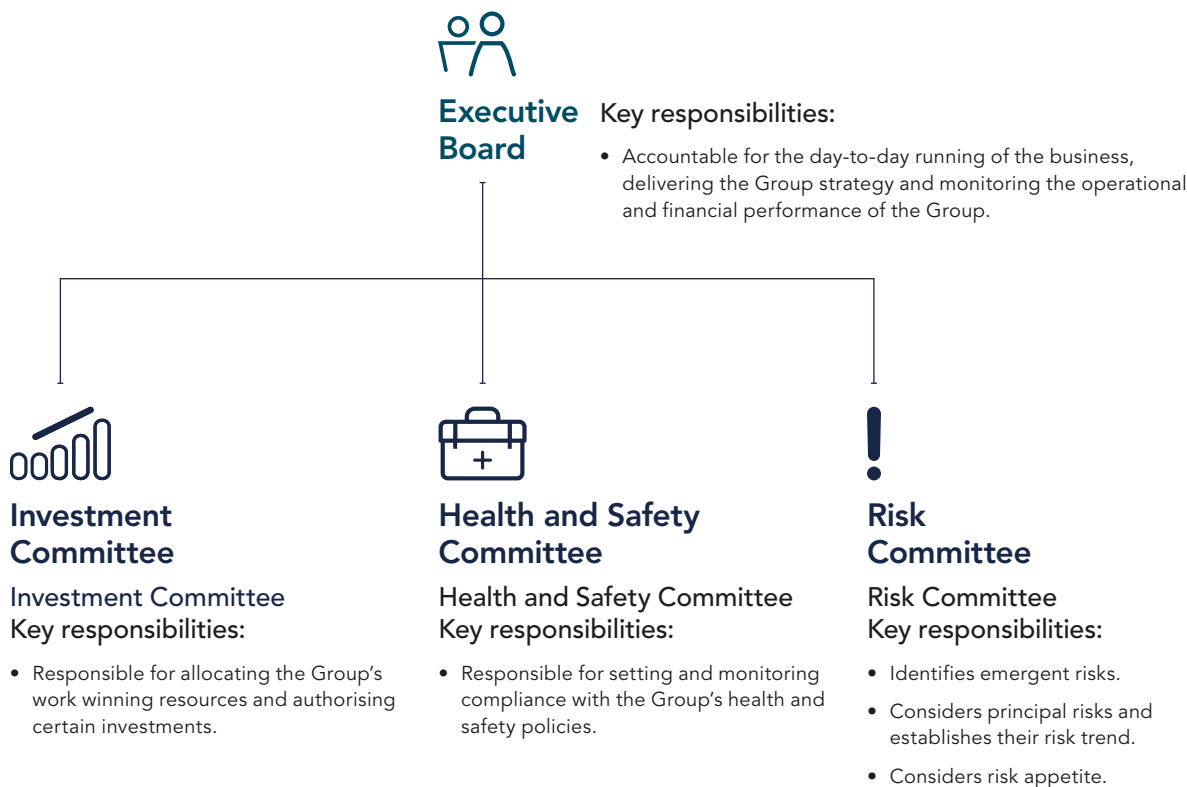 Executive
Board
Key responsibilities:
• Accountable for the day-to-day running of the business,
delivering the Group strategy and monitoring the operational
and financial performance of the Group.
Investment
Committee
Investment Committee
Key responsibilities:
• Responsible for allocating the Group’s
work winning resources and authorising
certain investments.
Health and Safety
Committee
Health and Safety Committee
Key responsibilities:
• Responsible for setting and monitoring
compliance with the Group’s health and
safety policies.
Risk
Committee
Risk Committee
Key responsibilities:
• Identifies emergent risks.
• Considers principal risks and
establishes their risk trend.
• Considers risk appetite.